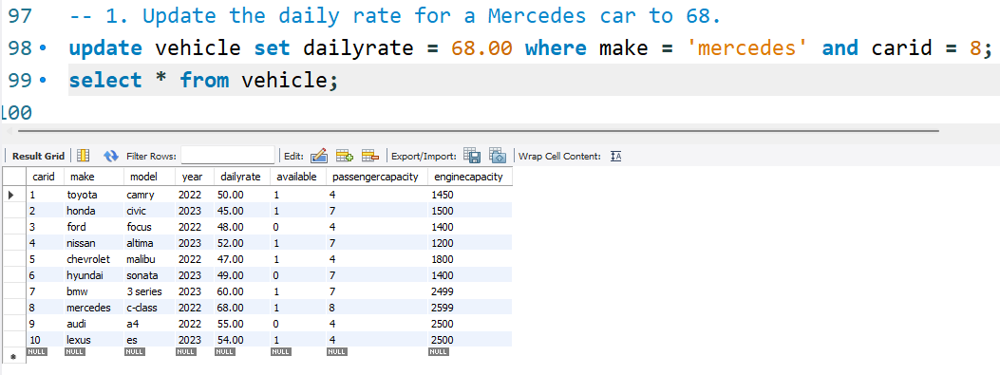 97 -- 1. Update the daily rate for a Mercedes car to 68.
98 update vehicle set dailyrate = 68.00 where make = 'mercedes' and carid = 8;
99 select * from vehicle;
100
Result Grid Filter Rows: Edit: Export/Import: Wrap Cell Content:
carid make model year dailyrate available passengercapacity enginecapacity
1 toyota camry 2022 50.00 1 4 1450
2 honda civic 2023 45.00 1 7 1500
3 ford focus 2022 48.00 0 4 1400
4 nissan altima 2023 52.00 1 7 1200
5 chevrolet malibu 2022 47.00 1 4 1800
6 hyundai sonata 2023 49.00 0 7 1400
7 bmw 3 series 2023 60.00 1 7 2499
8 mercedes c-class 2022 68.00 1 8 2599
9 audi a4 2022 55.00 0 4 2500
10 lexus es 2023 54.00 1 4 2500
NULL NULL NULL NULL NULL NULL NULL NULL